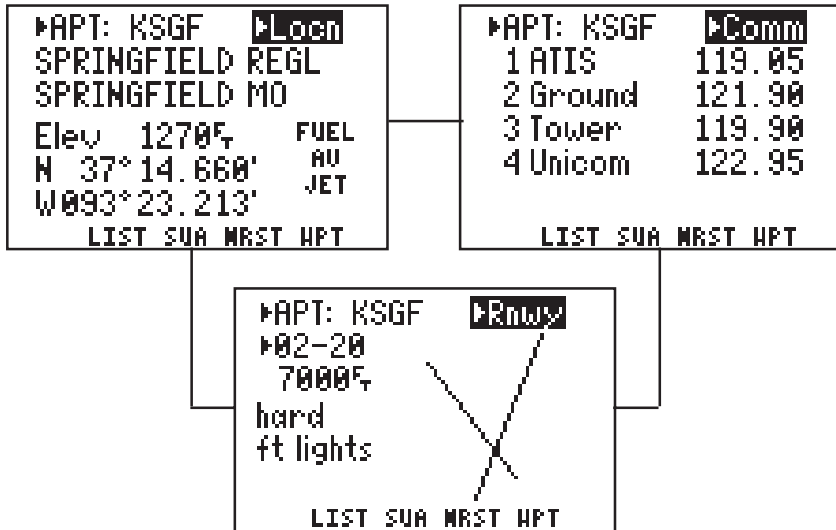 ▶APT: KSGF ▶Locn
SPRINGFIELD REGL
SPRINGFIELD MO
Elev 1270ft FUEL
N 37°14.660' AV
W093°23.213' JET
LIST SUA NRST WPT
▶APT: KSGF ▶Comm
1 ATIS 119.05
2 Ground 121.90
3 Tower 119.90
4 Unicom 122.95
LIST SUA NRST WPT
▶APT: KSGF ▶Rnwy
▶02-20
7000ft
hard
ft lights
LIST SUA NRST WPT